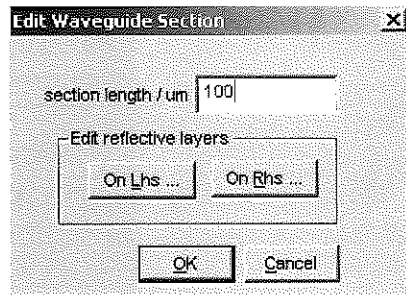 Edit Waveguide Section
section length / um 100
Edit reflective layers
On Lhs ... On Rhs ...
OK Cancel